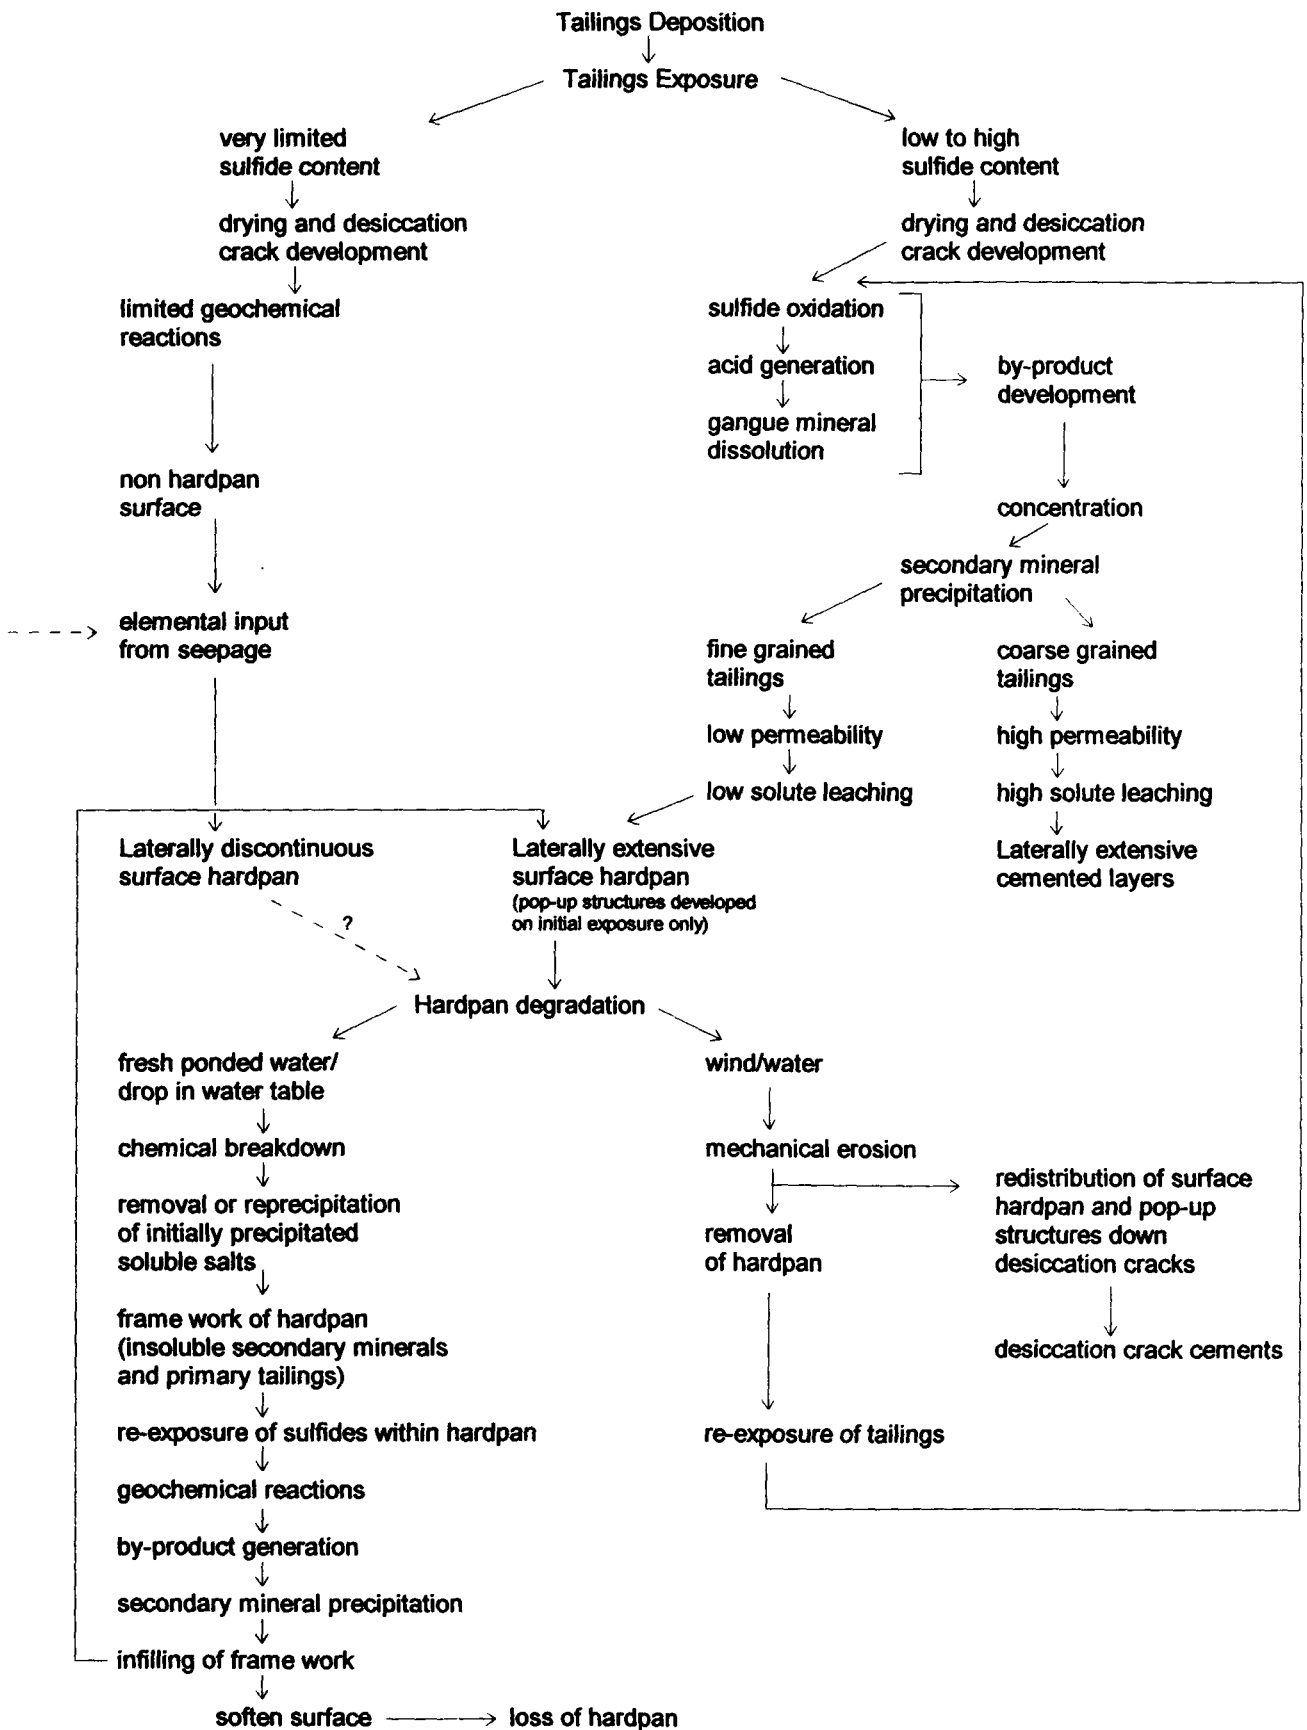 Tailings Deposition
Tailings Exposure
very limited
sulfide content
drying and desiccation
crack development
limited geochemical
reactions
non hardpan
surface
elemental input
from seepage
low to high
sulfide content
drying and desiccation
crack development
sulfide oxidation
acid generation
gangue mineral
dissolution
by-product
development
concentration
secondary mineral
precipitation
fine grained
tailings
low permeability
low solute leaching
coarse grained
tailings
high permeability
high solute leaching
Laterally discontinuous
surface hardpan
Laterally extensive
surface hardpan
(pop-up structures developed
on initial exposure only)
Laterally extensive
cemented layers
?
Hardpan degradation
fresh ponded water/
drop in water table
chemical breakdown
removal or reprecipitation
of initially precipitated
soluble salts
frame work of hardpan
(insoluble secondary minerals
and primary tailings)
re-exposure of sulfides within hardpan
geochemical reactions
by-product generation
secondary mineral precipitation
infilling of frame work
soften surface
loss of hardpan
wind/water
mechanical erosion
removal
of hardpan
re-exposure of tailings
redistribution of surface
hardpan and pop-up
structures down
desiccation cracks
desiccation crack cements